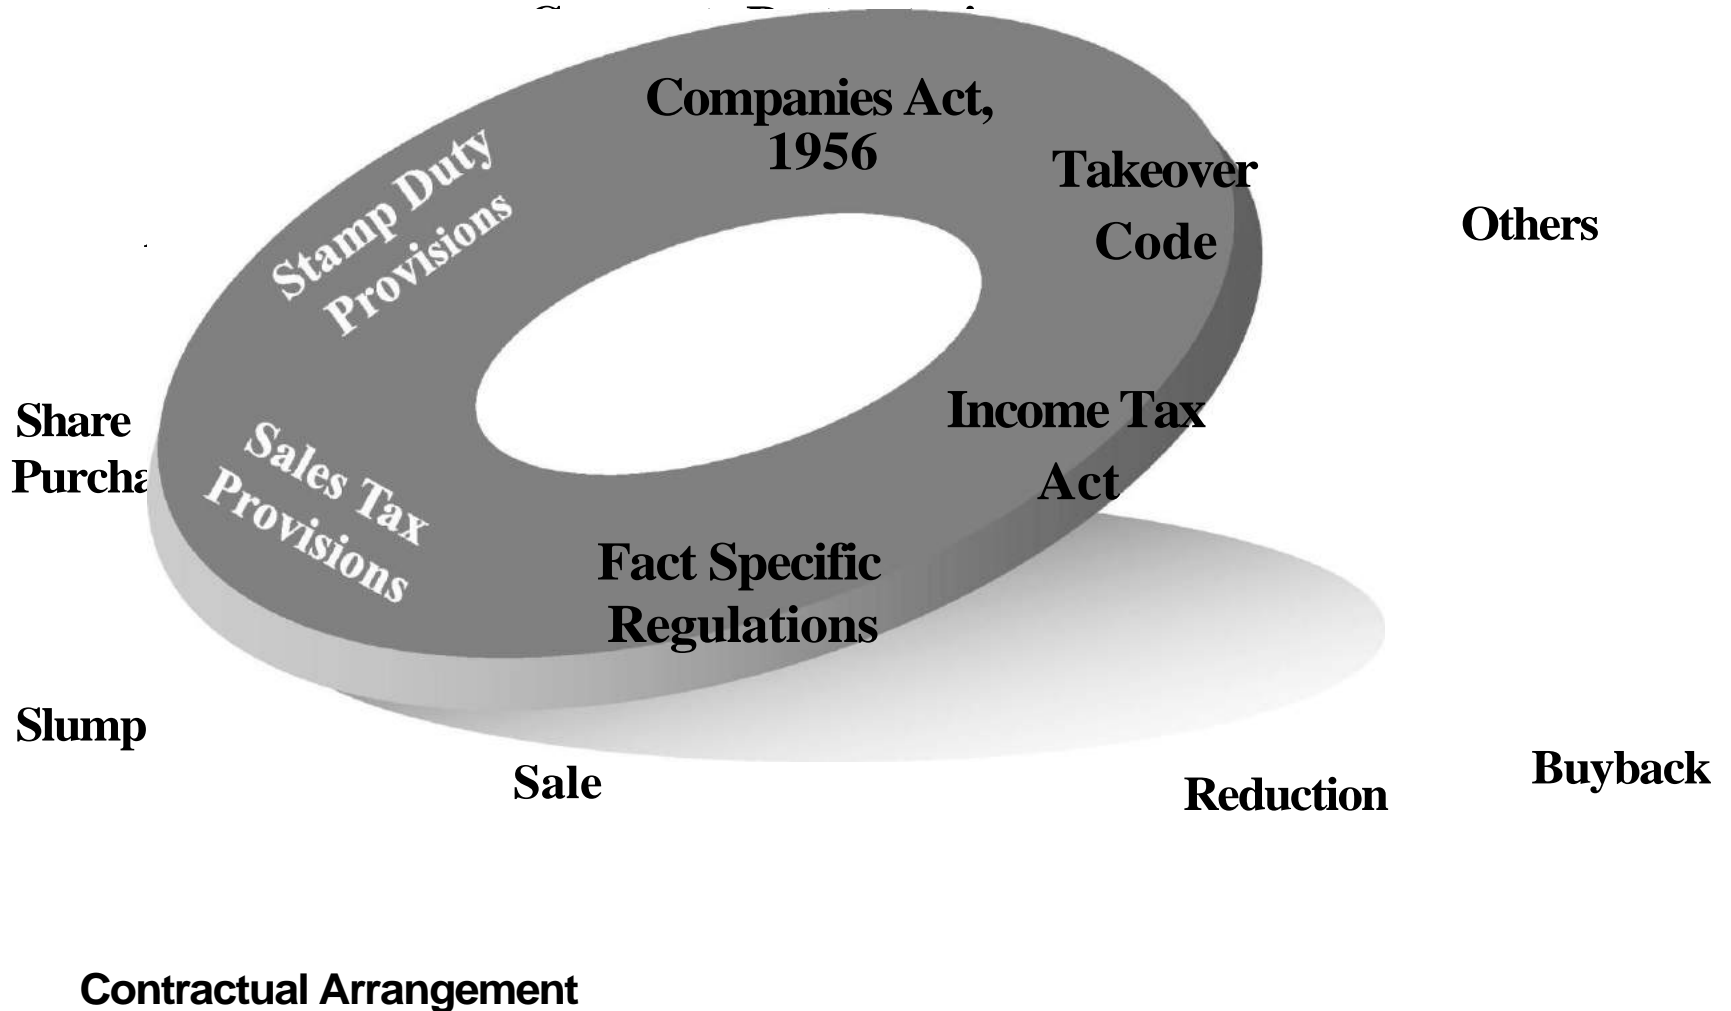 Companies Act,
1956
Takeover
Code
Others
Stamp Duty
Provisions
Share
Income Tax
Act
Sales Tax
Provisions
Fact Specific
Regulations
Slump
Sale
Reduction
Buyback
Contractual Arrangement